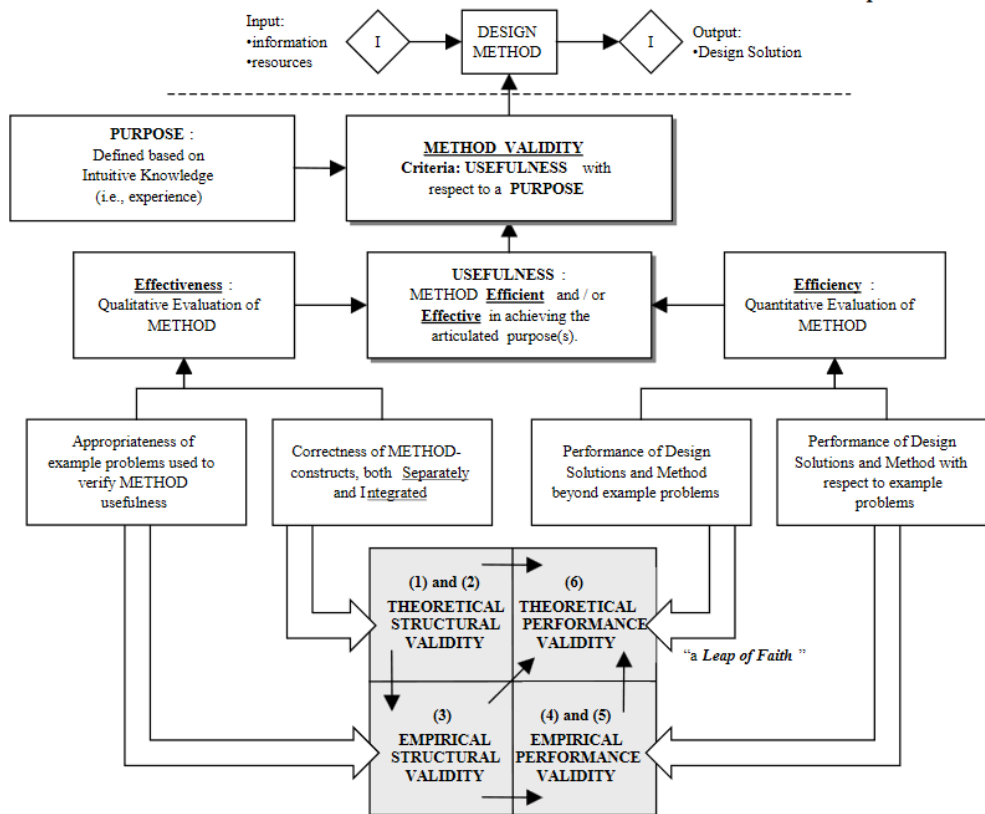 Input:
•information
•resources
I
DESIGN
METHOD
I
Output:
•Design Solution
PURPOSE :
Defined based on
Intuitive Knowledge
(i.e., experience)
METHOD VALIDITY
Criteria: USEFULNESS with
respect to a PURPOSE
Effectiveness :
Qualitative Evaluation of
METHOD
USEFULNESS :
METHOD Efficient and / or
Effective in achieving the
articulated purpose(s).
Efficiency :
Quantitative Evaluation of
METHOD
Appropriateness of
example problems used to
verify METHOD
usefulness
Correctness of METHOD-
constructs, both Separately
and Integrated
Performance of Design
Solutions and Method
beyond example problems
Performance of Design
Solutions and Method with
respect to example
problems
(1) and (2)
THEORETICAL
STRUCTURAL
VALIDITY
(6)
THEORETICAL
PERFORMANCE
VALIDITY
“a Leap of Faith ”
(3)
EMPIRICAL
STRUCTURAL
VALIDITY
(4) and (5)
EMPIRICAL
PERFORMANCE
VALIDITY